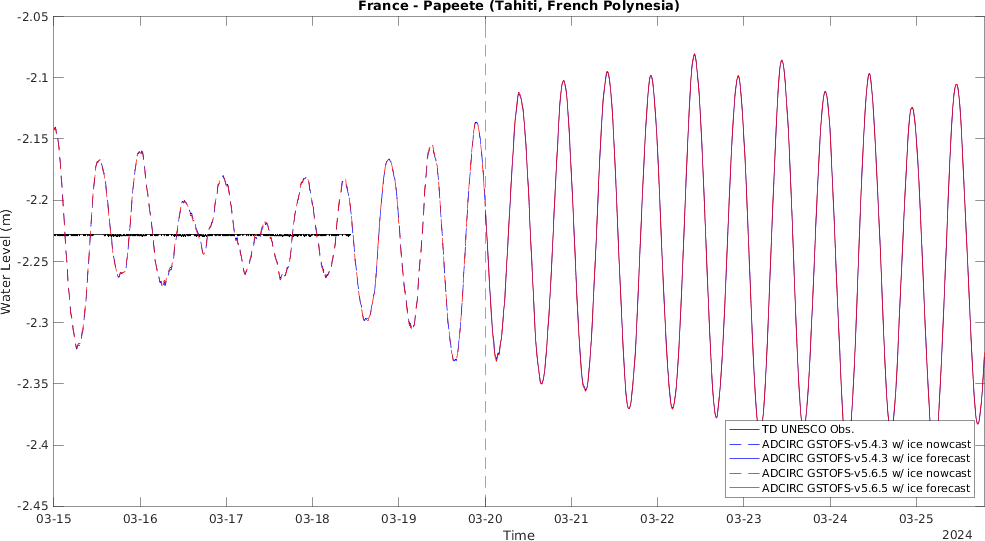 France - Papeete (Tahiti, French Polynesia)
-2.05
-2.1
-2.15
-2.2
-2.25
-2.3
-2.35
-2.4
-2.45
Water Level (m)
TD UNESCO Obs.
ADCIRC GSTOFS-v5.4.3 w/ ice nowcast
ADCIRC GSTOFS-v5.4.3 w/ ice forecast
ADCIRC GSTOFS-v5.6.5 w/ ice nowcast
ADCIRC GSTOFS-v5.6.5 w/ ice forecast
03-15 03-16 03-17 03-18 03-19 03-20 03-21 03-22 03-23 03-24 03-25
Time
2024